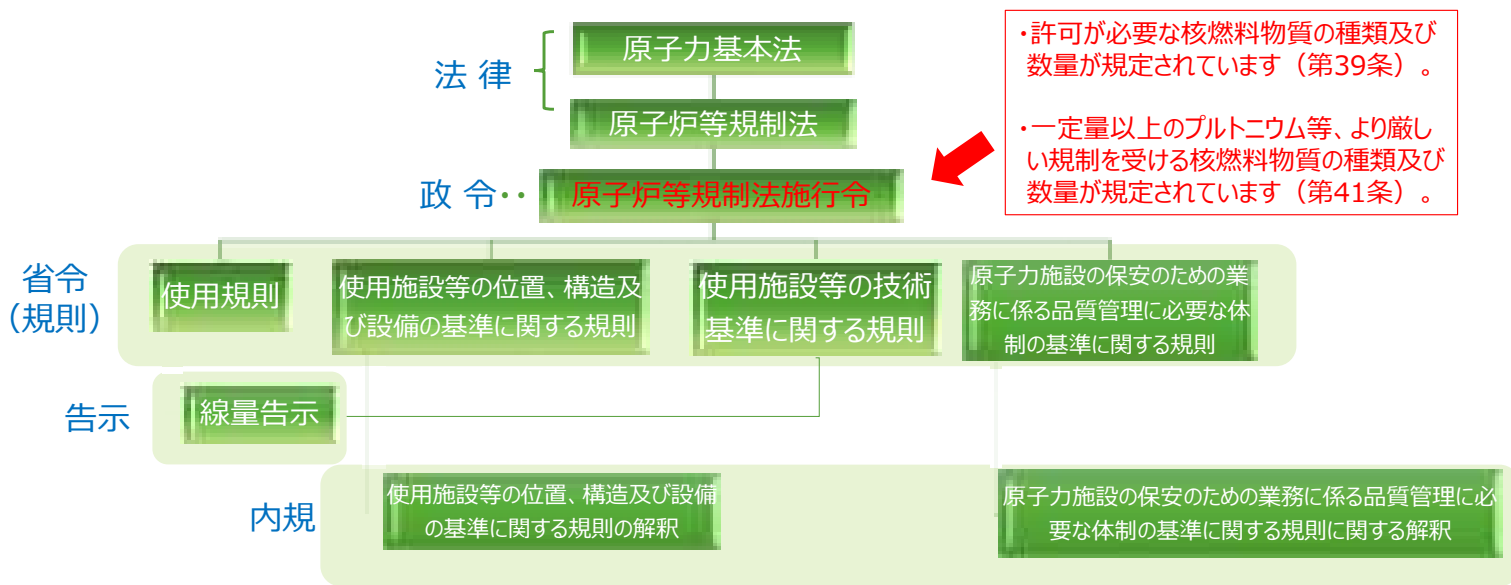 法 律
原子力基本法
原子炉等規制法
・許可が必要な核燃料物質の種類及び
数量が規定されています（第39条）。
・一定量以上のプルトニウム等、より厳し
い規制を受ける核燃料物質の種類及び
数量が規定されています（第41条）。
政 令‥
原子炉等規制法施行令
省令
（規則）
使用規則
使用施設等の位置、構造及
び設備の基準に関する規則
使用施設等の技術
基準に関する規則
原子力施設の保安のための業
務に係る品質管理に必要な体
制の基準に関する規則
告示
線量告示
内規
使用施設等の位置、構造及び設備
の基準に関する規則の解釈
原子力施設の保安のための業務に係る品質管理に必
要な体制の基準に関する規則に関する解釈